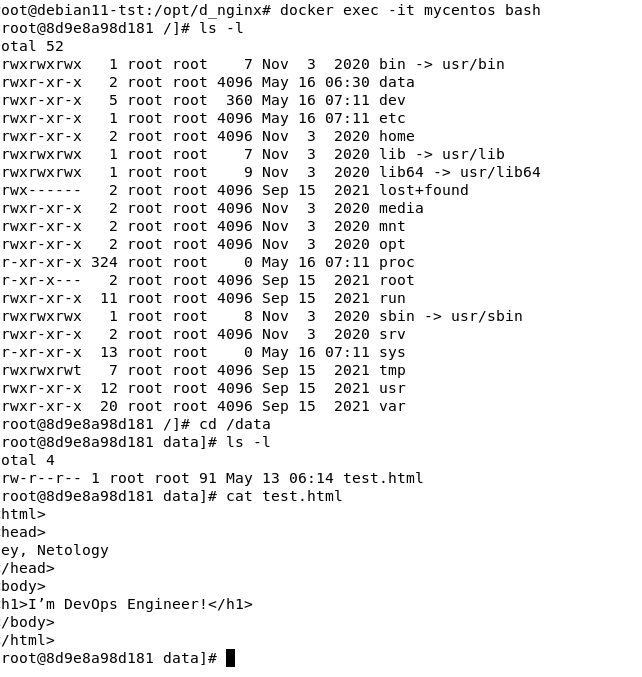 root@debian11-tst:/opt/d_nginx# docker exec -it mycentos bash
root@8d9e8a98d181 /]# ls -l
otal 52
rwxrwxrwx   1 root root    7 Nov  3  2020 bin -> usr/bin
rwxr-xr-x   2 root root 4096 May 16 06:30 data
rwxr-xr-x   5 root root  360 May 16 07:11 dev
rwxr-xr-x   1 root root 4096 May 16 07:11 etc
rwxr-xr-x   2 root root 4096 Nov  3  2020 home
rwxrwxrwx   1 root root    7 Nov  3  2020 lib -> usr/lib
rwxrwxrwx   1 root root    9 Nov  3  2020 lib64 -> usr/lib64
rwx------   2 root root 4096 Sep 15  2021 lost+found
rwxr-xr-x   2 root root 4096 Nov  3  2020 media
rwxr-xr-x   2 root root 4096 Nov  3  2020 mnt
rwxr-xr-x   2 root root 4096 Nov  3  2020 opt
r-xr-xr-x 324 root root    0 May 16 07:11 proc
r-xr-x---   2 root root 4096 Sep 15  2021 root
rwxr-xr-x  11 root root 4096 Sep 15  2021 run
rwxrwxrwx   1 root root    8 Nov  3  2020 sbin -> usr/sbin
rwxr-xr-x   2 root root 4096 Nov  3  2020 srv
r-xr-xr-x  13 root root    0 May 16 07:11 sys
rwxrwxrwt   7 root root 4096 Sep 15  2021 tmp
rwxr-xr-x  12 root root 4096 Sep 15  2021 usr
rwxr-xr-x  20 root root 4096 Sep 15  2021 var
root@8d9e8a98d181 /]# cd /data
root@8d9e8a98d181 data]# ls -l
otal 4
rw-r--r-- 1 root root 91 May 13 06:14 test.html
root@8d9e8a98d181 data]# cat test.html
<html>
<head>
ey, Netology
</head>
<body>
<h1>I’m DevOps Engineer!</h1>
</body>
</html>
root@8d9e8a98d181 data]#